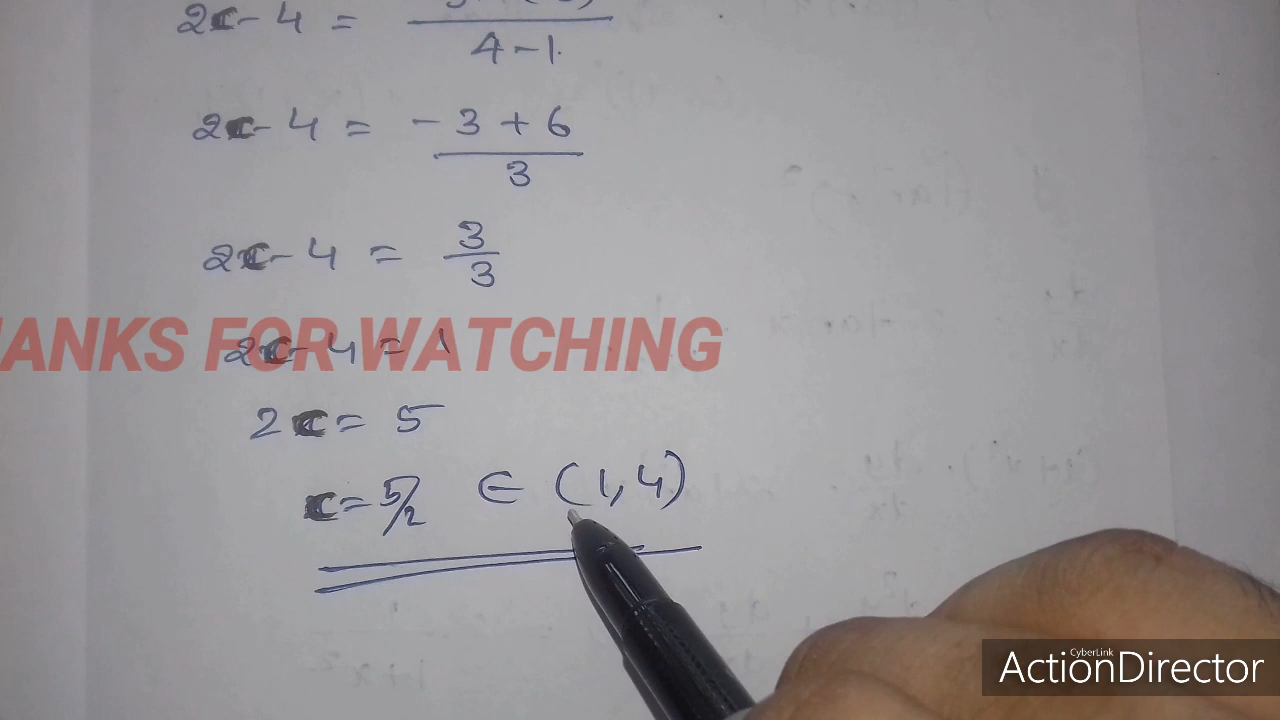 2c - 4 =
4 - 1
2c - 4 = - 3 + 6
3
2c - 4 = 3
3
THANKS FOR WATCHING
2c - 4 = 1
2c = 5
c = 5/2 ∈ (1, 4)
CyberLink
ActionDirector